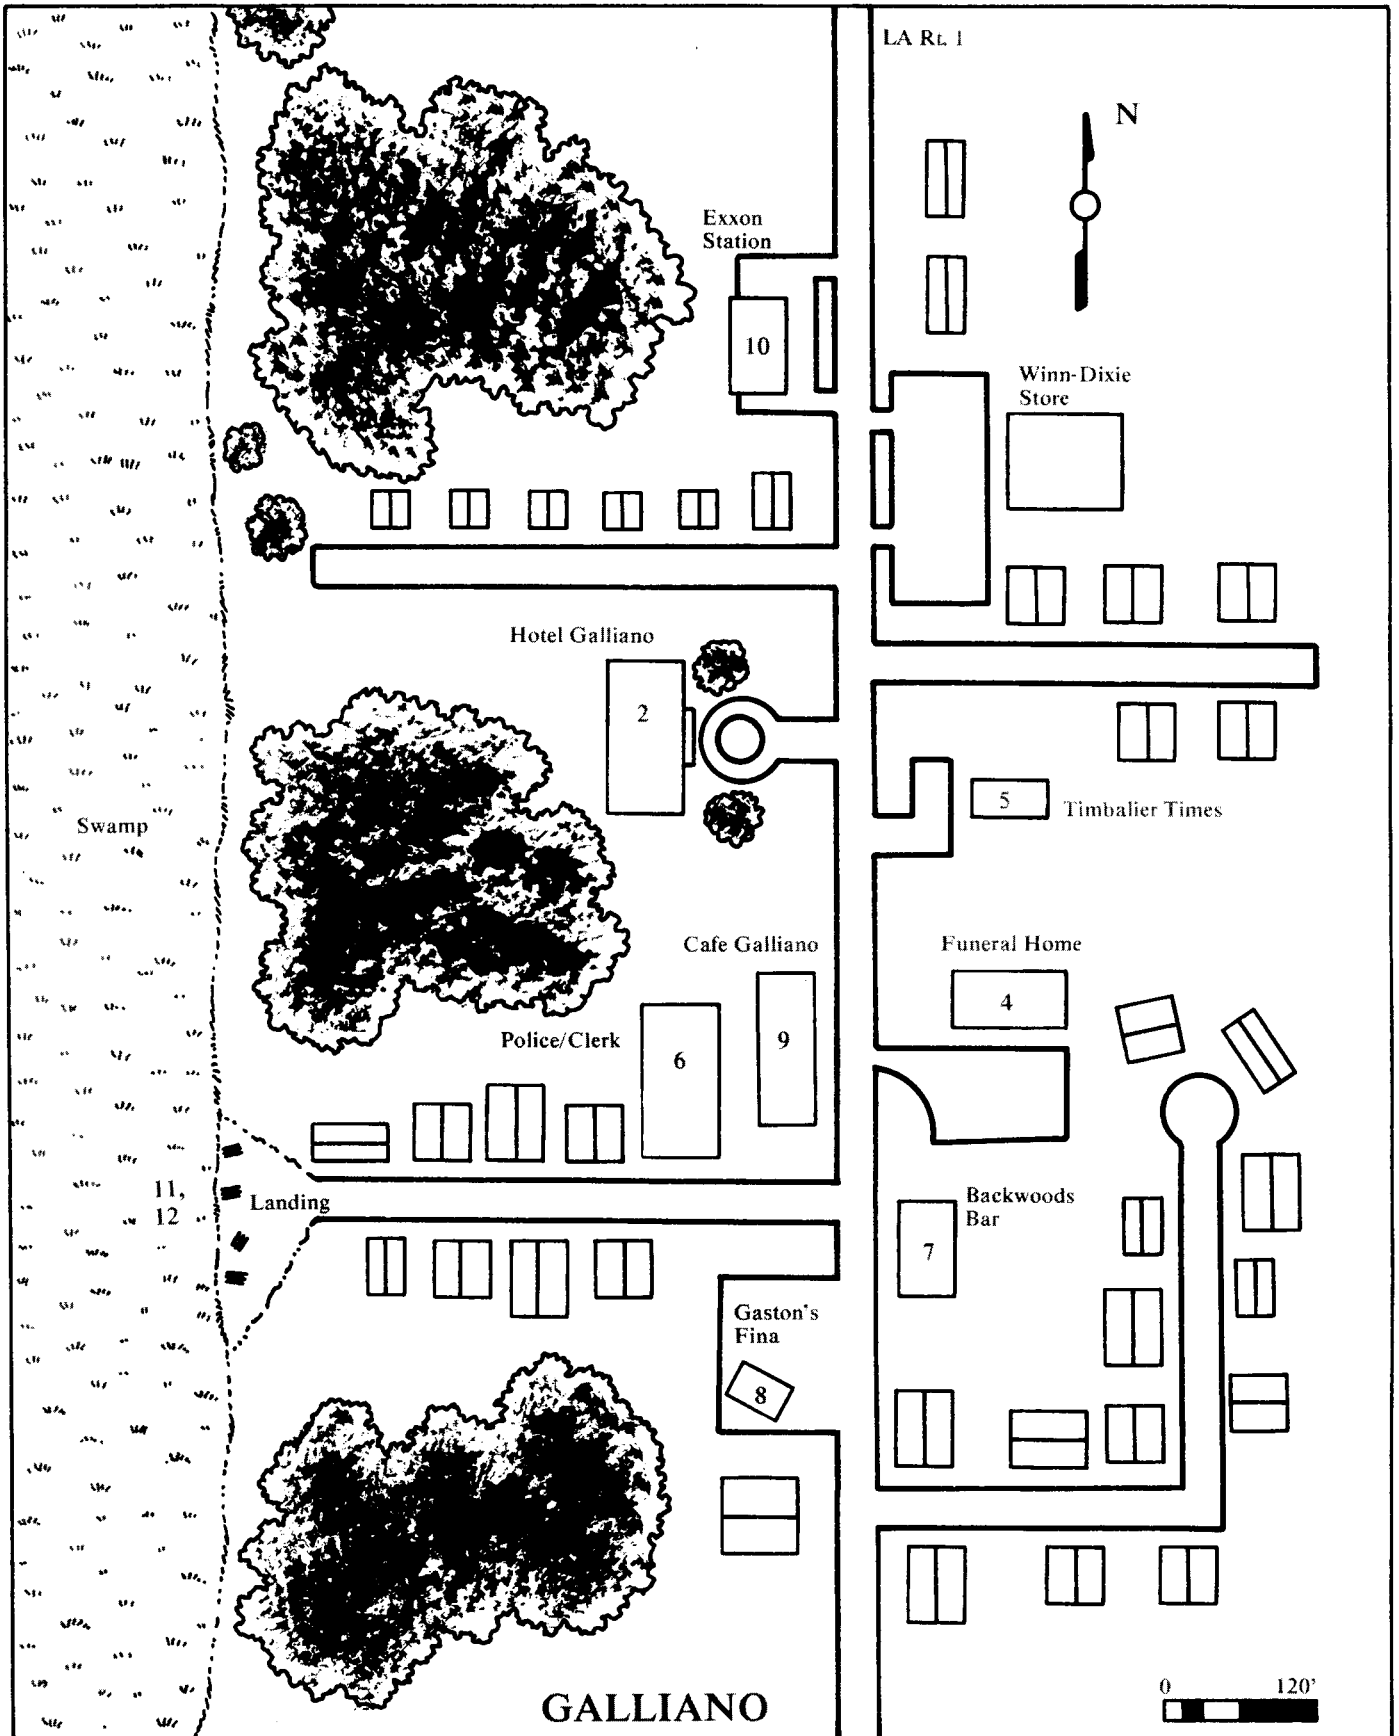 LA Rt. 1
N
Exxon
Station
10
Winn-Dixie
Store
Hotel Galliano
2
5
Timbalier Times
Swamp
Cafe Galliano
Funeral Home
4
Police/Clerk
6
9
11,
12
Landing
Backwoods
Bar
7
Gaston's
Fina
8
GALLIANO
0 120'